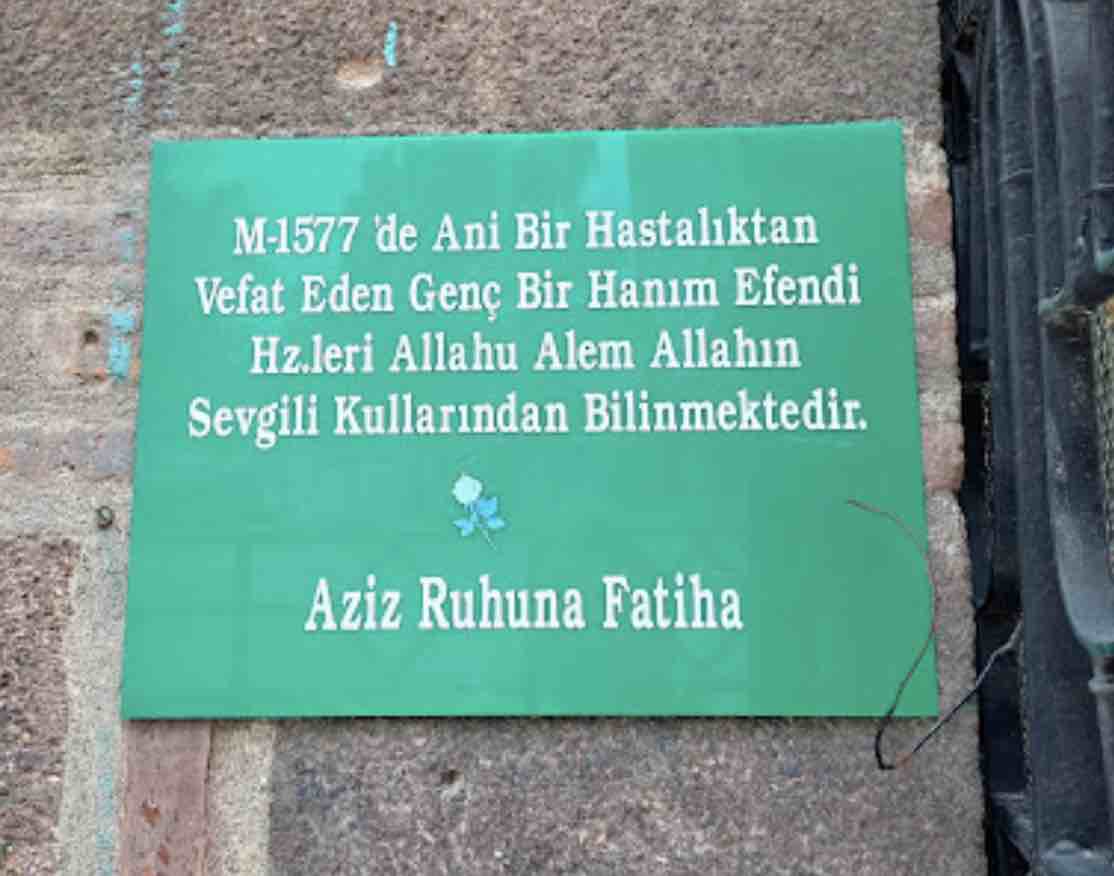 M-1577 'de Ani Bir Hastalıktan
Vefat Eden Genç Bir Hanım Efendi
Hz.leri Allahu Alem Allahın
Sevgili Kullarından Bilinmektedir.
Aziz Ruhuna Fatiha